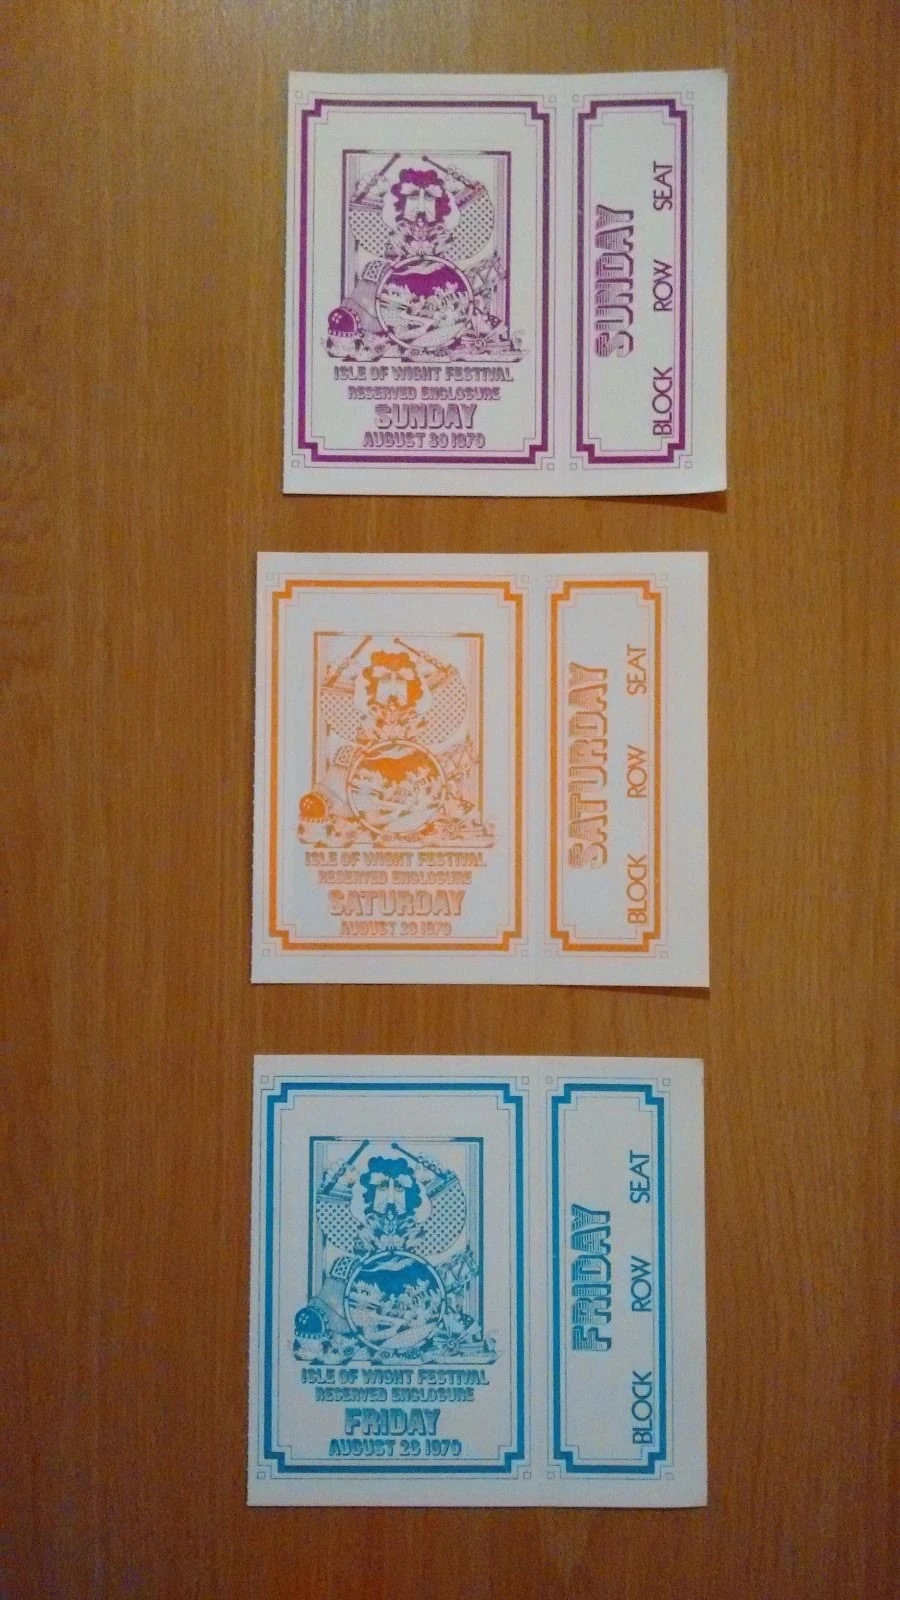 ISLE OF WIGHT FESTIVAL
RESERVED ENCLOSURE
SUNDAY
AUGUST 30 1970
SUNDAY
BLOCK ROW SEAT
ISLE OF WIGHT FESTIVAL
RESERVED ENCLOSURE
SATURDAY
AUGUST 29 1970
SATURDAY
BLOCK ROW SEAT
ISLE OF WIGHT FESTIVAL
RESERVED ENCLOSURE
FRIDAY
AUGUST 28 1970
FRIDAY
BLOCK ROW SEAT